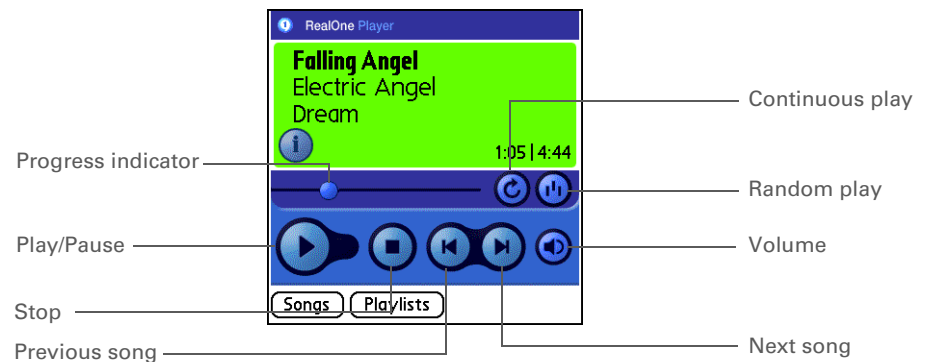 RealOne Player
Falling Angel
Electric Angel
Dream
i
1:05 | 4:44
Continuous play
Progress indicator
Random play
Play/Pause
Volume
Stop
Songs
Playlists
Previous song
Next song